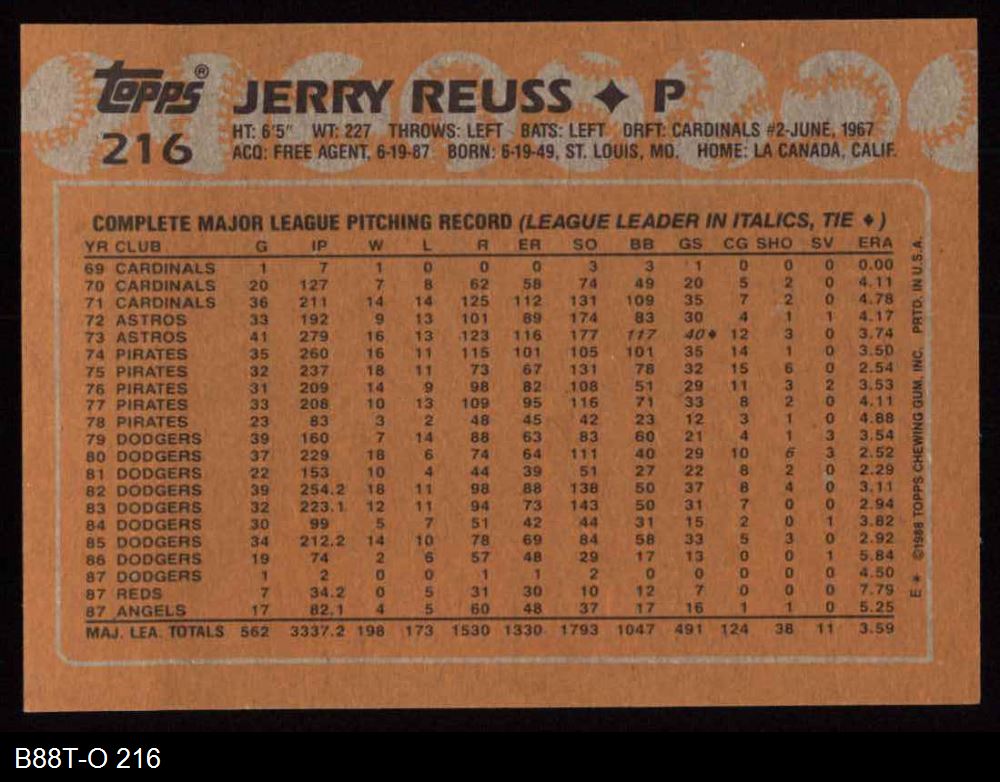 topps® JERRY REUSS ✦ P
216 HT: 6'5" WT: 227 THROWS: LEFT BATS: LEFT DRFT: CARDINALS #2-JUNE, 1967
ACQ: FREE AGENT, 6-19-87 BORN: 6-19-49, ST. LOUIS, MO. HOME: LA CANADA, CALIF.
COMPLETE MAJOR LEAGUE PITCHING RECORD (LEAGUE LEADER IN ITALICS, TIE ♦)
YR CLUB G IP W L R ER SO BB GS CG SHO SV ERA
69 CARDINALS 1 7 1 0 0 0 3 3 1 0 0 0 0.00
70 CARDINALS 20 127 7 8 62 58 74 49 20 5 2 0 4.11
71 CARDINALS 36 211 14 14 125 112 131 109 35 7 2 0 4.78
72 ASTROS 33 192 9 13 101 89 174 83 30 4 1 1 4.17
73 ASTROS 41 279 16 13 123 116 177 117 40♦ 12 3 0 3.74
74 PIRATES 35 260 16 11 115 101 105 101 35 14 1 0 3.50
75 PIRATES 32 237 18 11 73 67 131 78 32 15 6 0 2.54
76 PIRATES 31 209 14 9 98 82 108 51 29 11 3 2 3.53
77 PIRATES 33 208 10 13 109 95 116 71 33 8 2 0 4.11
78 PIRATES 23 83 3 2 48 45 42 23 12 3 1 0 4.88
79 DODGERS 39 160 7 14 88 63 83 60 21 4 1 3 3.54
80 DODGERS 37 229 18 6 74 64 111 40 29 10 6 3 2.52
81 DODGERS 22 153 10 4 44 39 51 27 22 8 2 0 2.29
82 DODGERS 39 254.2 18 11 98 88 138 50 37 8 4 0 3.11
83 DODGERS 32 223.1 12 11 94 73 143 50 31 7 0 0 2.94
84 DODGERS 30 99 5 7 51 42 44 31 15 2 0 1 3.82
85 DODGERS 34 212.2 14 10 78 69 84 58 33 5 3 0 2.92
86 DODGERS 19 74 2 6 57 48 29 17 13 0 0 1 5.84
87 DODGERS 1 2 0 0 1 1 2 0 0 0 0 0 4.50
87 REDS 7 34.2 0 5 31 30 10 12 7 0 0 0 7.79
87 ANGELS 17 82.1 4 5 60 48 37 17 16 1 1 0 5.25
MAJ. LEA. TOTALS 562 3337.2 198 173 1530 1330 1793 1047 491 124 38 11 3.59
E * ©1988 TOPPS CHEWING GUM, INC. PRTD. IN U.S.A.
B88T-O 216